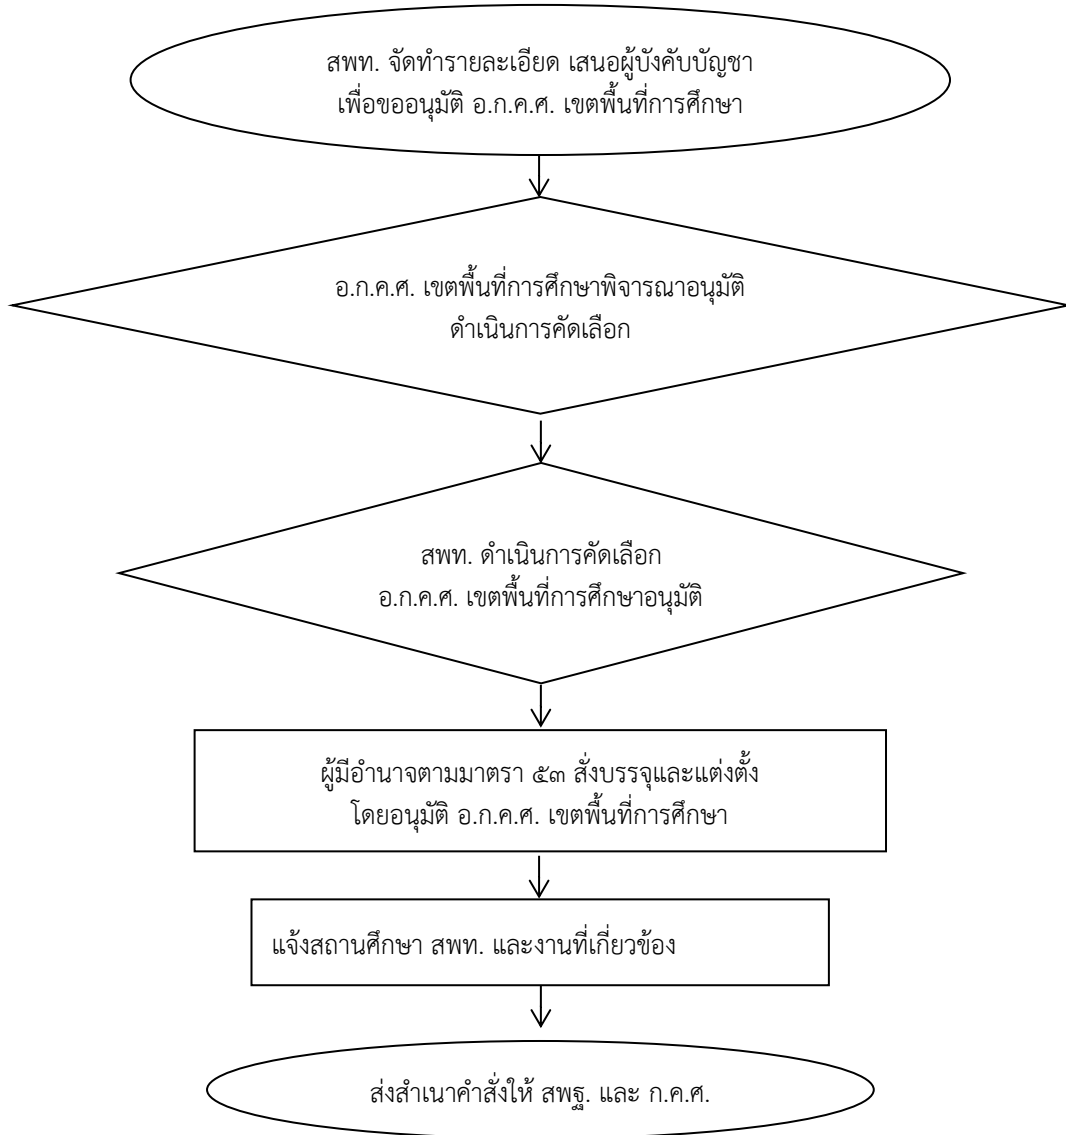 สพท. จัดทำรายละเอียด เสนอผู้บังคับบัญชา
เพื่อขออนุมัติ อ.ก.ค.ศ. เขตพื้นที่การศึกษา
อ.ก.ค.ศ. เขตพื้นที่การศึกษาพิจารณาอนุมัติ
ดำเนินการคัดเลือก
สพท. ดำเนินการคัดเลือก
อ.ก.ค.ศ. เขตพื้นที่การศึกษาอนุมัติ
ผู้มีอำนาจตามมาตรา ๕๓ สั่งบรรจุและแต่งตั้ง
โดยอนุมัติ อ.ก.ค.ศ. เขตพื้นที่การศึกษา
แจ้งสถานศึกษา สพท. และงานที่เกี่ยวข้อง
ส่งสำเนาคำสั่งให้ สพฐ. และ ก.ค.ศ.